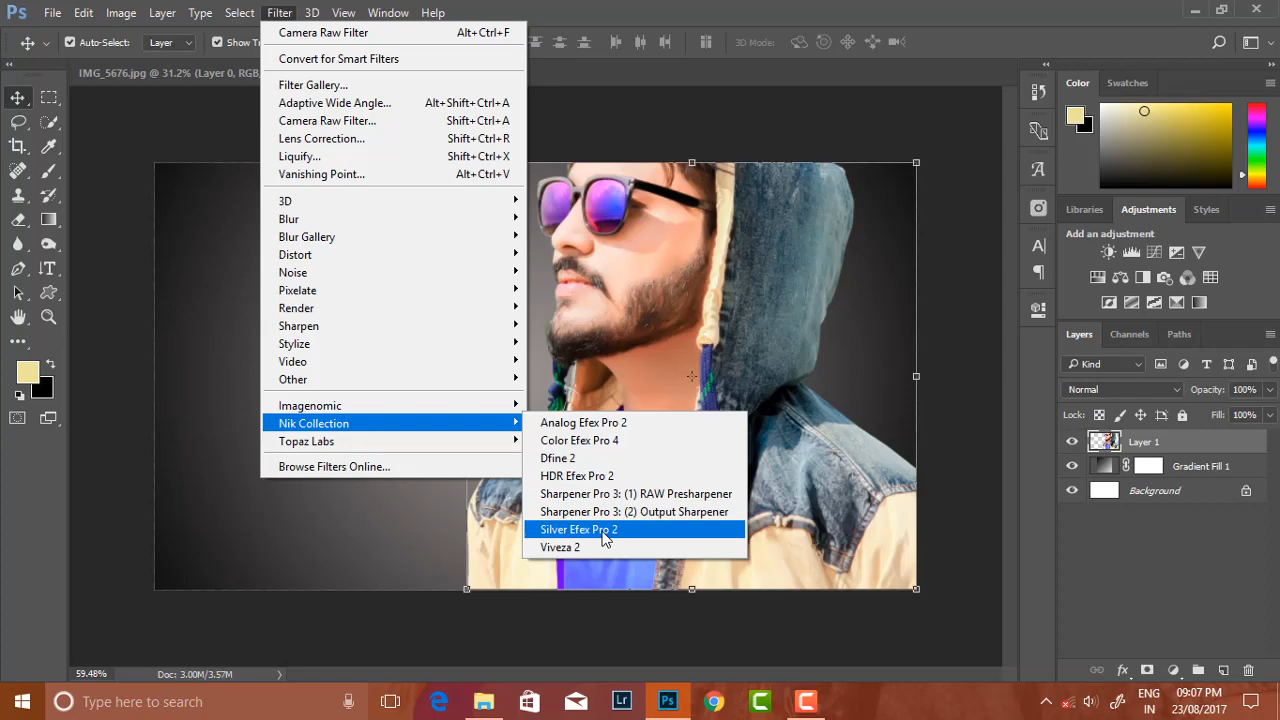 Ps File Edit Image Layer Type Select Filter 3D View Window Help
Auto-Select: Layer Show Tr 3D Mode:
IMG_5676.jpg @ 31.2% (Layer 0, RGB,
Camera Raw Filter Alt+Ctrl+F
Convert for Smart Filters
Filter Gallery...
Adaptive Wide Angle... Alt+Shift+Ctrl+A
Camera Raw Filter... Shift+Ctrl+A
Lens Correction... Shift+Ctrl+R
Liquify... Shift+Ctrl+X
Vanishing Point... Alt+Ctrl+V
3D
Blur
Blur Gallery
Distort
Noise
Pixelate
Render
Sharpen
Stylize
Video
Other
Imagenomic
Nik Collection
Topaz Labs
Browse Filters Online...
Analog Efex Pro 2
Color Efex Pro 4
Dfine 2
HDR Efex Pro 2
Sharpener Pro 3: (1) RAW Presharpener
Sharpener Pro 3: (2) Output Sharpener
Silver Efex Pro 2
Viveza 2
Color Swatches
Libraries Adjustments Styles
Add an adjustment
Layers Channels Paths
Kind
Normal Opacity: 100%
Lock: Fill: 100%
Layer 1
Gradient Fill 1
Background
59.48% Doc: 3.00M/3.57M
Type here to search
Lr Ps
ENG
IN
09:07 PM
23/08/2017